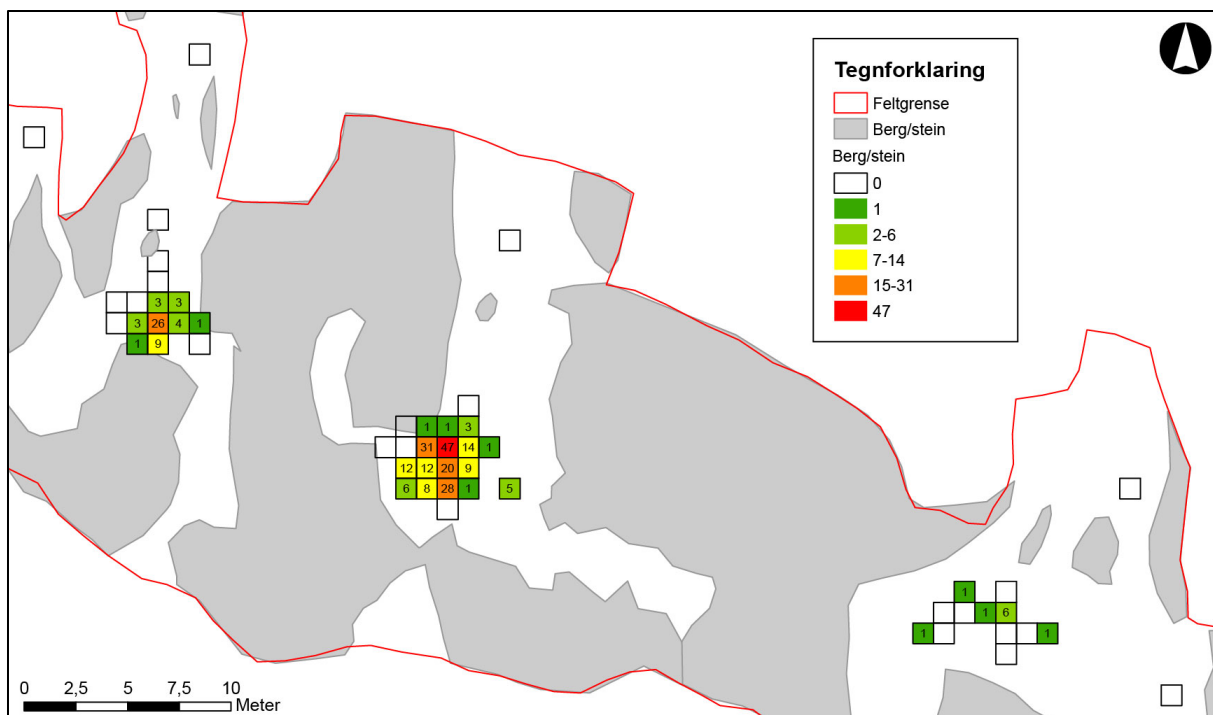 Tegnforklaring
Feltgrense
Berg/stein
Berg/stein
0
1
2-6
7-14
15-31
47
3 3
3 26 4 1
1 9
1 1 3
31 47 14 1
12 12 20 9
6 8 28 1 5
1
1 6
1 1
0 2,5 5 7,5 10
Meter